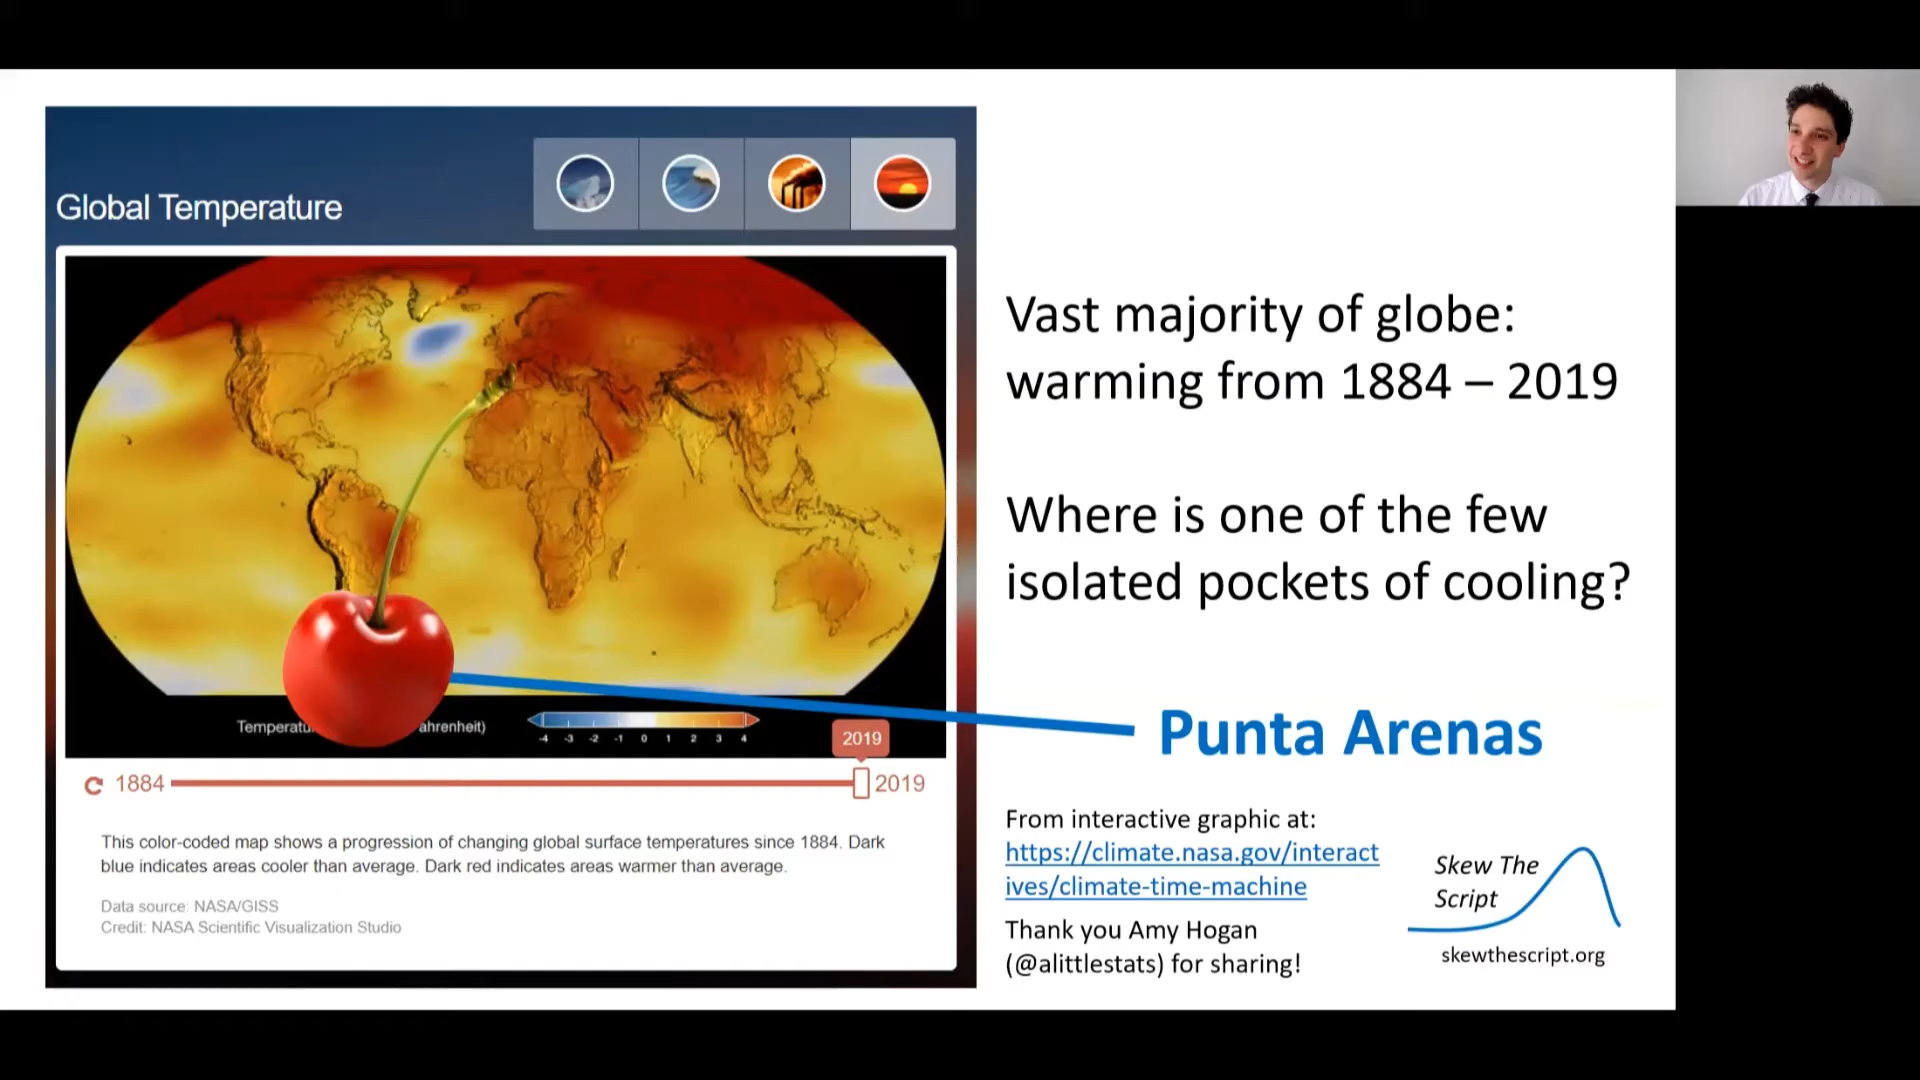 Global Temperature
Temperatu
ahrenheit)
-4 -3 -2 -1 0 1 2 3 4
2019
1884
2019
This color-coded map shows a progression of changing global surface temperatures since 1884. Dark
blue indicates areas cooler than average. Dark red indicates areas warmer than average.
Data source: NASA/GISS
Credit: NASA Scientific Visualization Studio
Vast majority of globe:
warming from 1884 – 2019
Where is one of the few
isolated pockets of cooling?
Punta Arenas
From interactive graphic at:
https://climate.nasa.gov/interact
ives/climate-time-machine
Thank you Amy Hogan
(@alittlestats) for sharing!
Skew The
Script
skewthescript.org